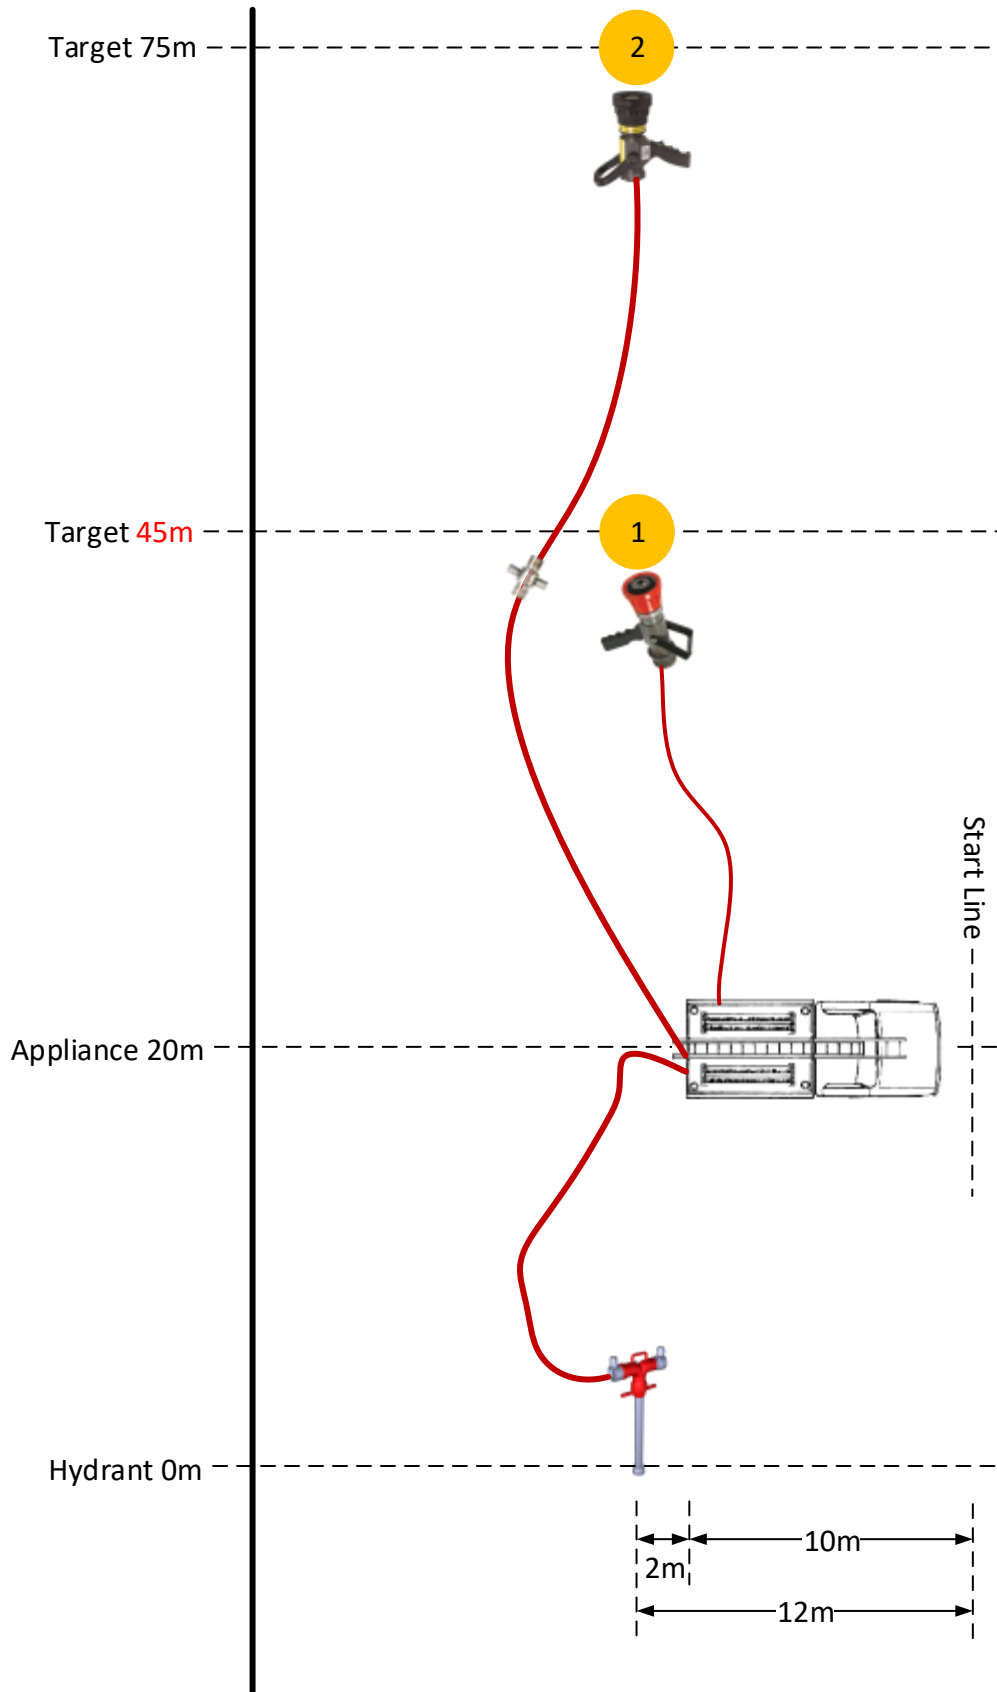 Target 75m
2
Target 45m
1
Start Line
Appliance 20m
Hydrant 0m
10m
2m
12m